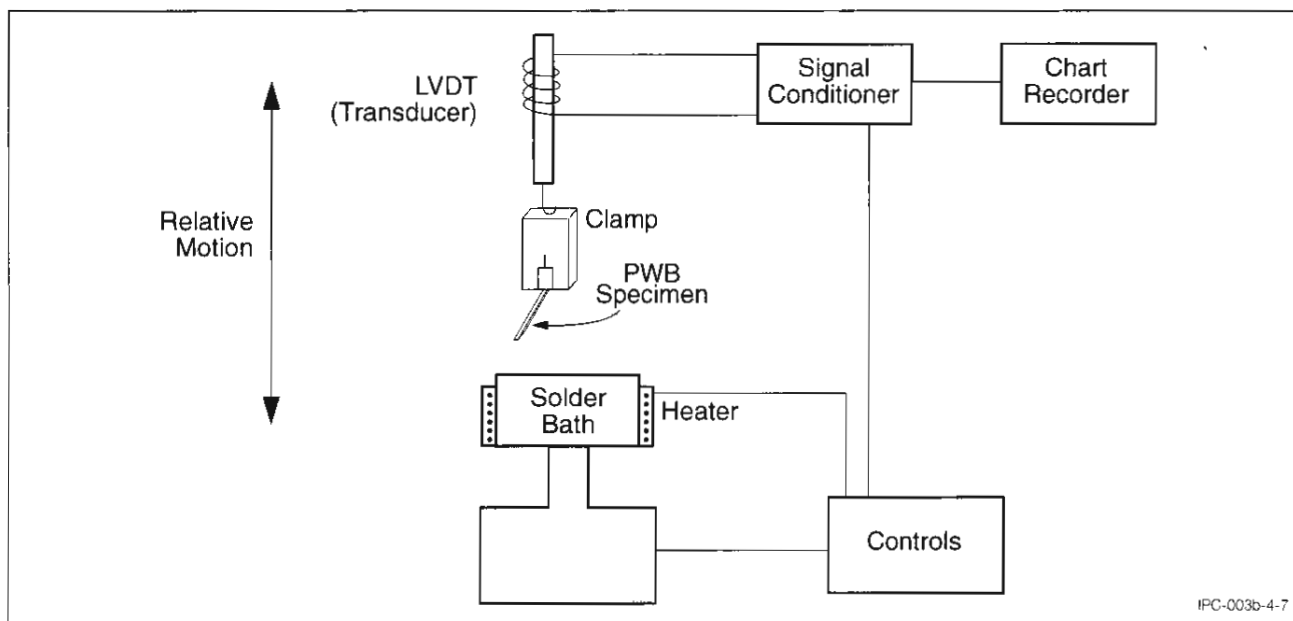 LVDT
(Transducer)
Signal
Conditioner
Chart
Recorder
Relative
Motion
Clamp
PWB
Specimen
Solder
Bath
Heater
Controls
IPC-003b-4-7